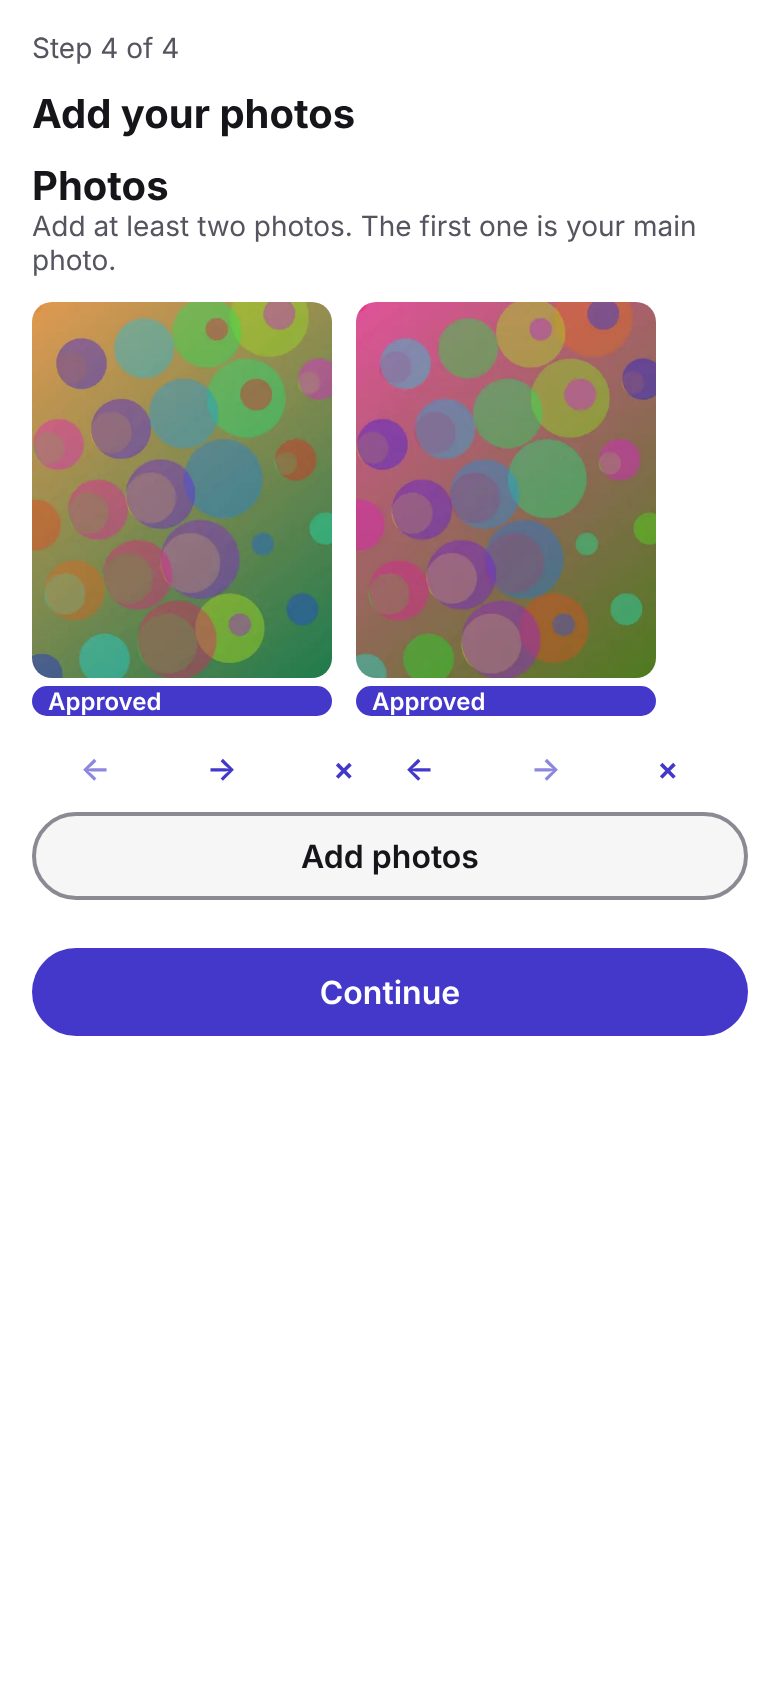 Step 4 of 4
Add your photos
Photos
Add at least two photos. The first one is your main
photo.
Approved
Approved
← → × ← → ×
Add photos
Continue